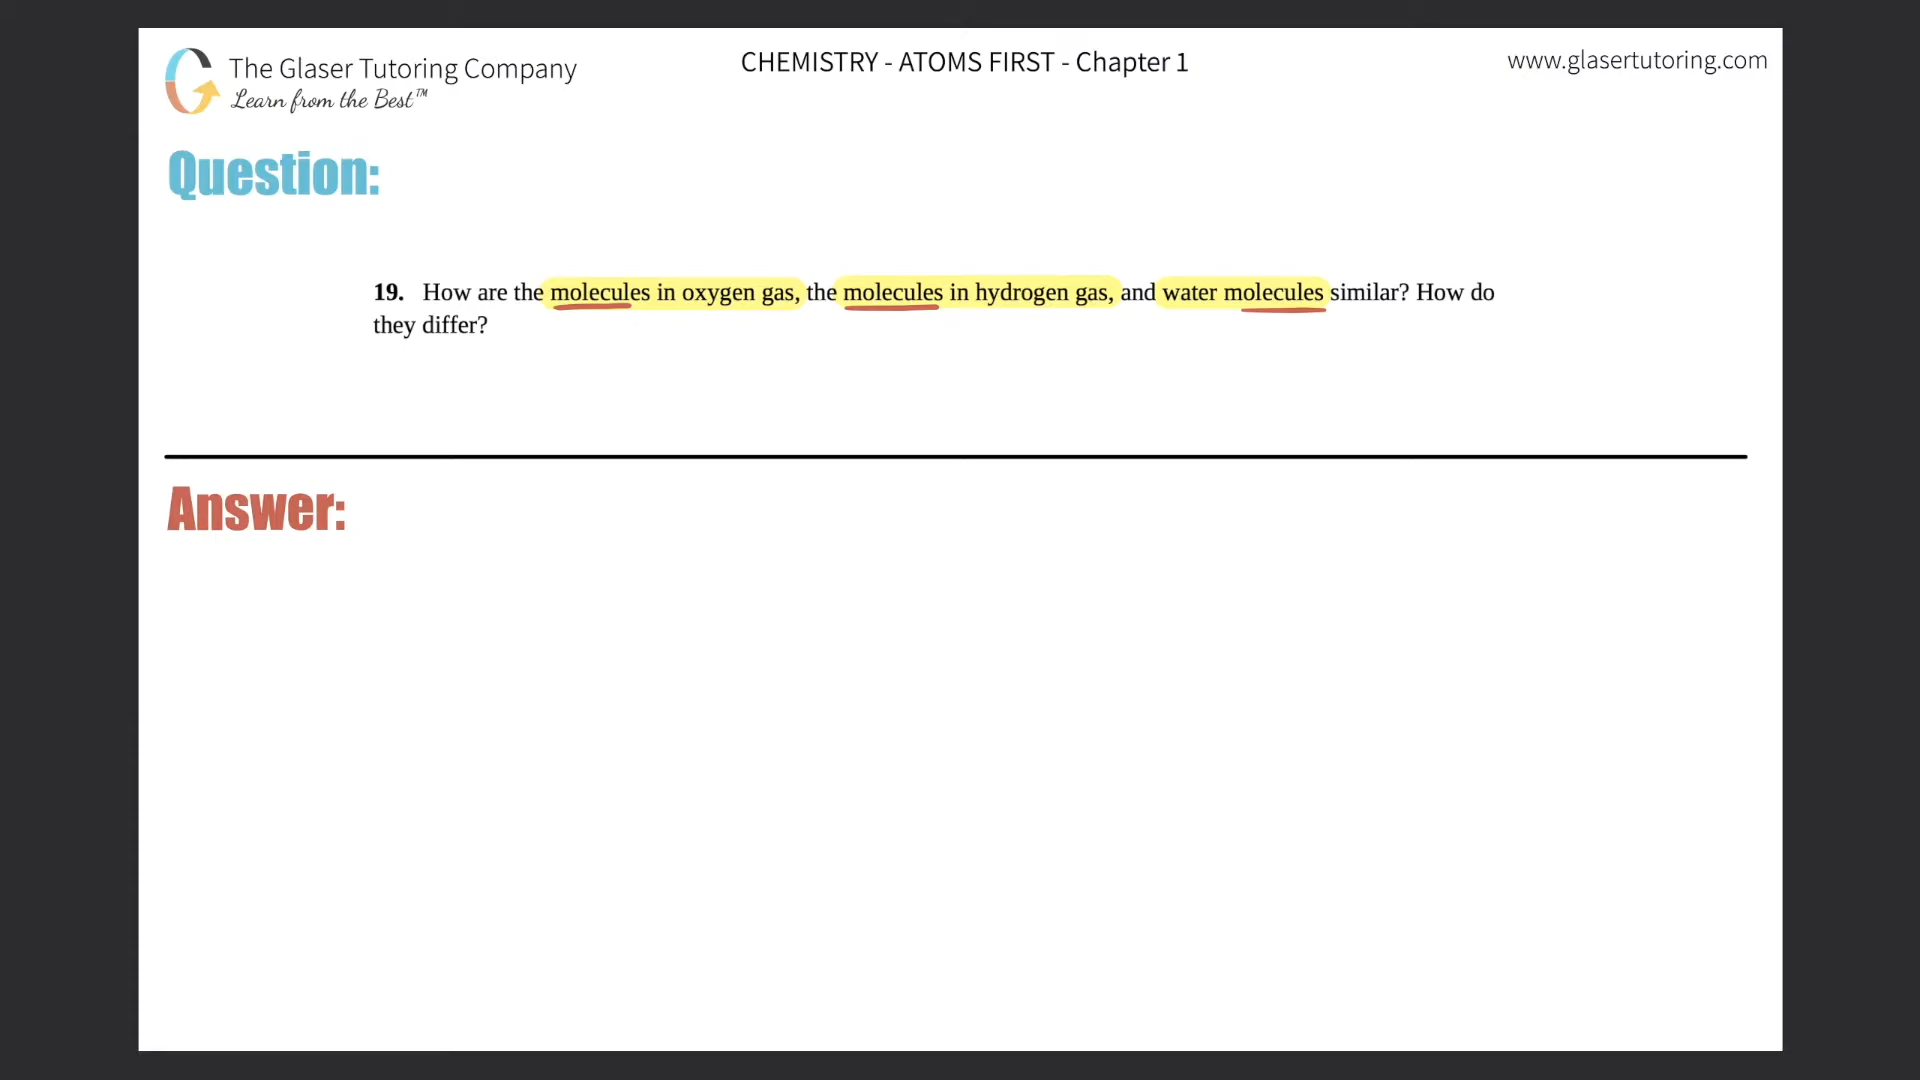 The Glaser Tutoring Company
Learn from the Best™
CHEMISTRY - ATOMS FIRST - Chapter 1
www.glasertutoring.com
Question:
19. How are the molecules in oxygen gas, the molecules in hydrogen gas, and water molecules similar? How do
they differ?
Answer: